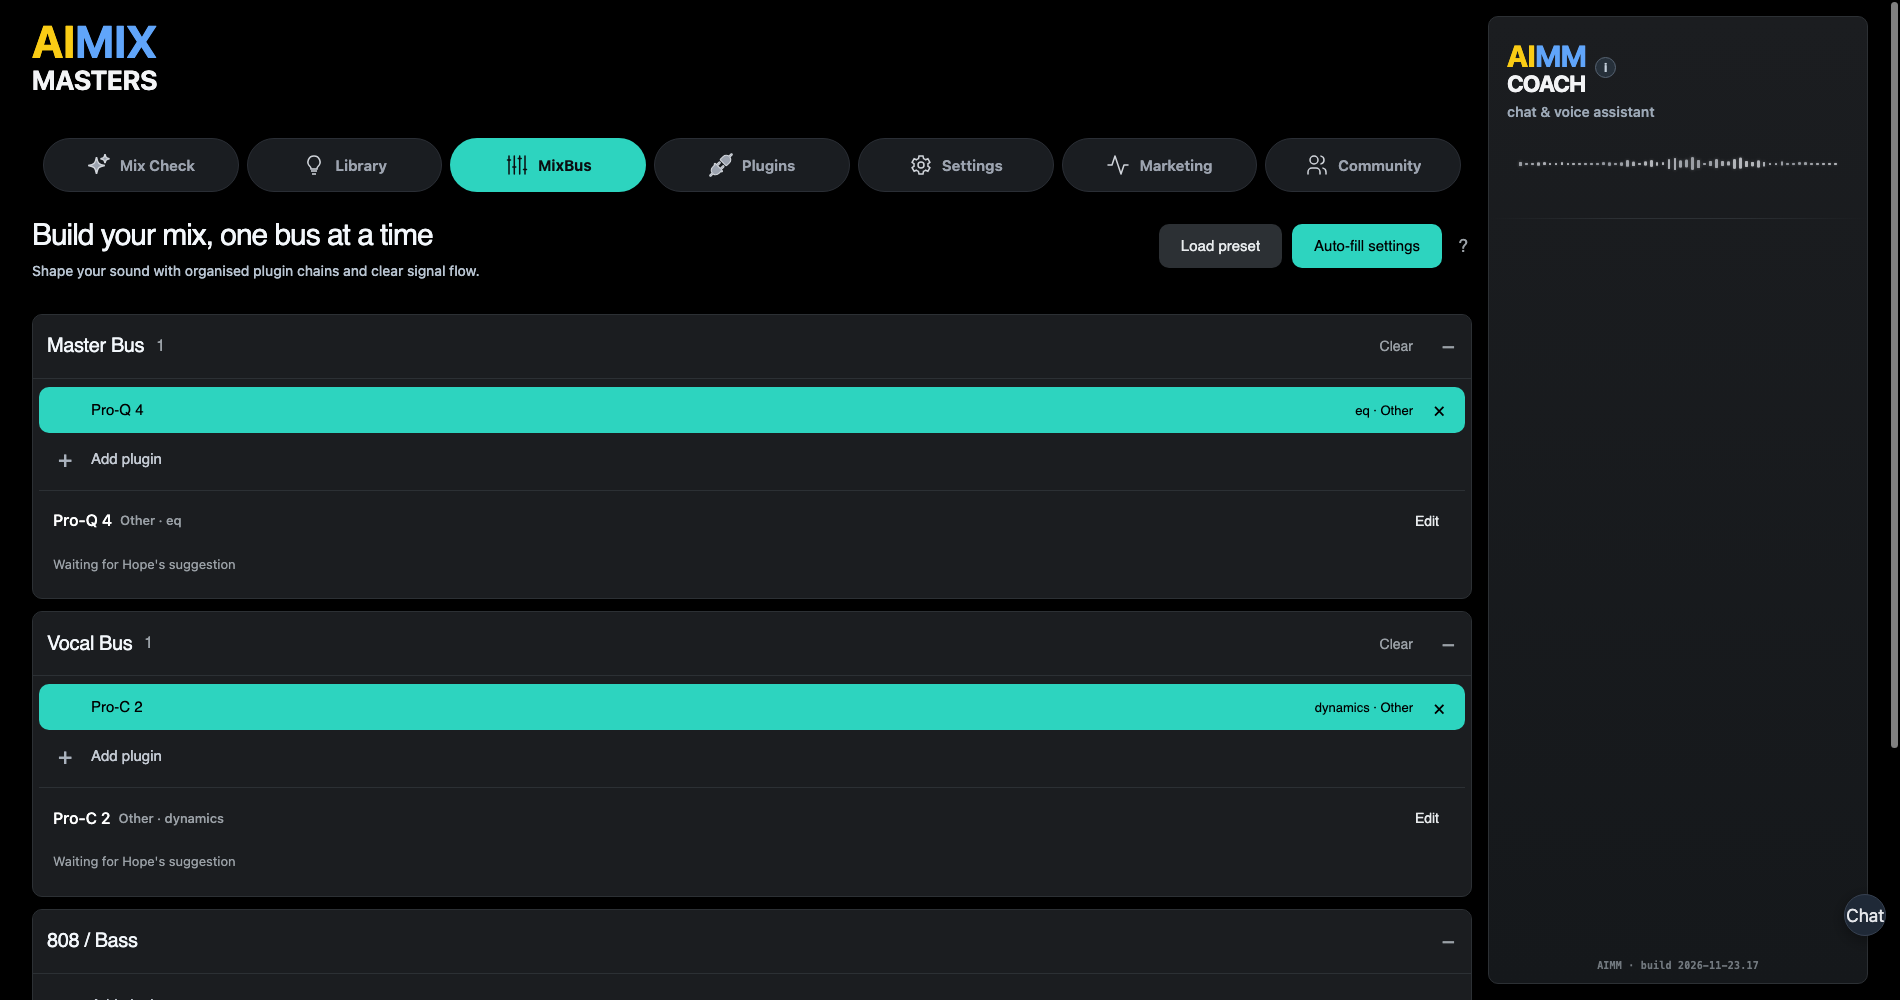 AIMIX
MASTERS
Mix Check
Library
MixBus
Plugins
Settings
Marketing
Community
Build your mix, one bus at a time
Shape your sound with organised plugin chains and clear signal flow.
Load preset
Auto-fill settings
?
Master Bus 1
Clear
Pro-Q 4
eq · Other
Add plugin
Pro-Q 4 Other · eq
Edit
Waiting for Hope's suggestion
Vocal Bus 1
Clear
Pro-C 2
dynamics · Other
Add plugin
Pro-C 2 Other · dynamics
Edit
Waiting for Hope's suggestion
808 / Bass
AIMM
COACH
i
chat & voice assistant
Chat
AIMM · build 2026-11-23.17